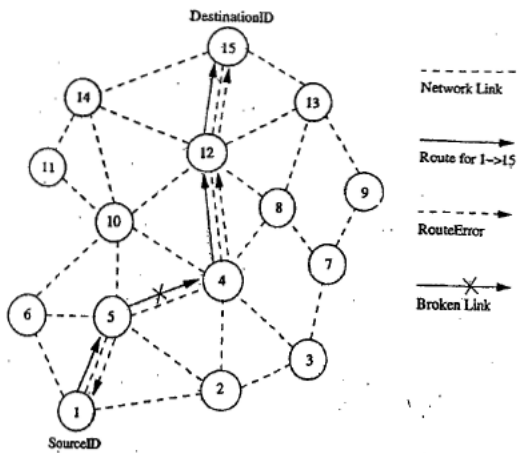 DestinationID
15
14
13
12
11
9
10
8
7
4
6
5
3
2
1
SourceID
Network Link
Route for 1->15
RouteError
Broken Link